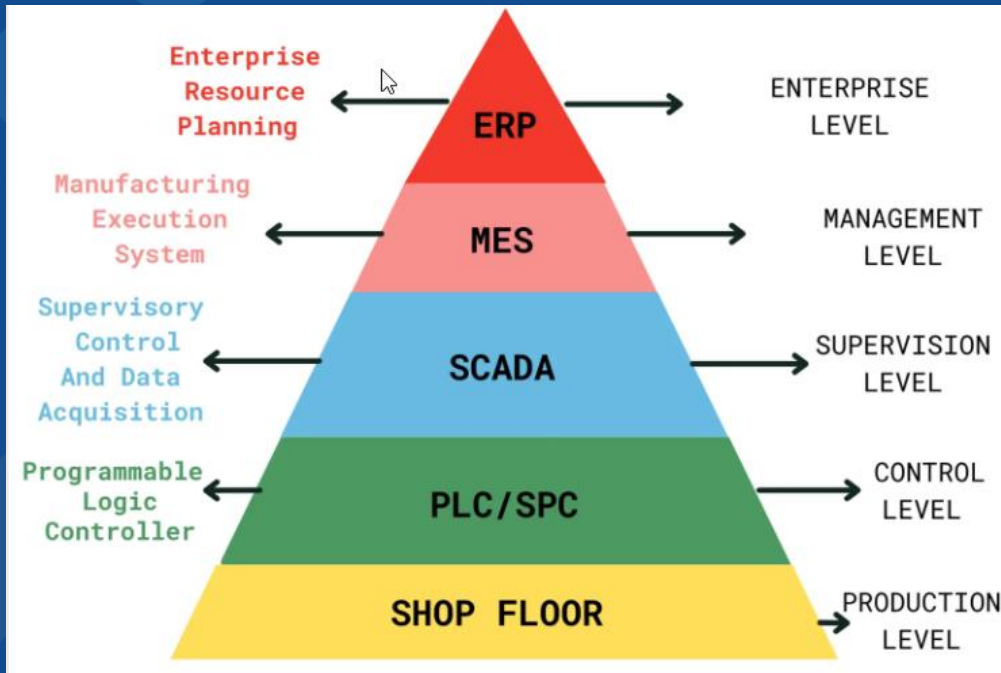 Enterprise
Resource
Planning
ERP
ENTERPRISE
LEVEL
Manufacturing
Execution
System
MES
MANAGEMENT
LEVEL
Supervisory
Control
And Data
Acquisition
SCADA
SUPERVISION
LEVEL
Programmable
Logic
Controller
PLC/SPC
CONTROL
LEVEL
SHOP FLOOR
PRODUCTION
LEVEL